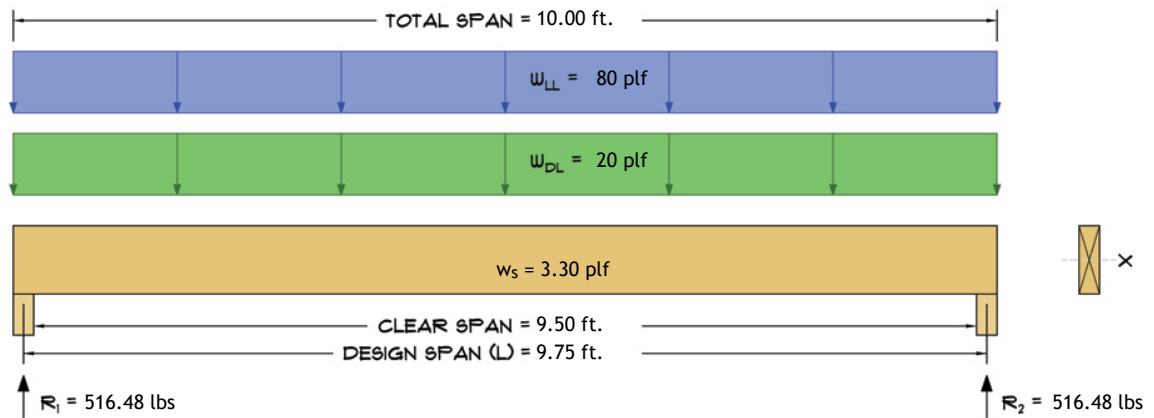 TOTAL SPAN = 10.00 ft.
WLL = 80 plf
WDL = 20 plf
ws = 3.30 plf
X
CLEAR SPAN = 9.50 ft.
DESIGN SPAN (L) = 9.75 ft.
R1 = 516.48 lbs
R2 = 516.48 lbs